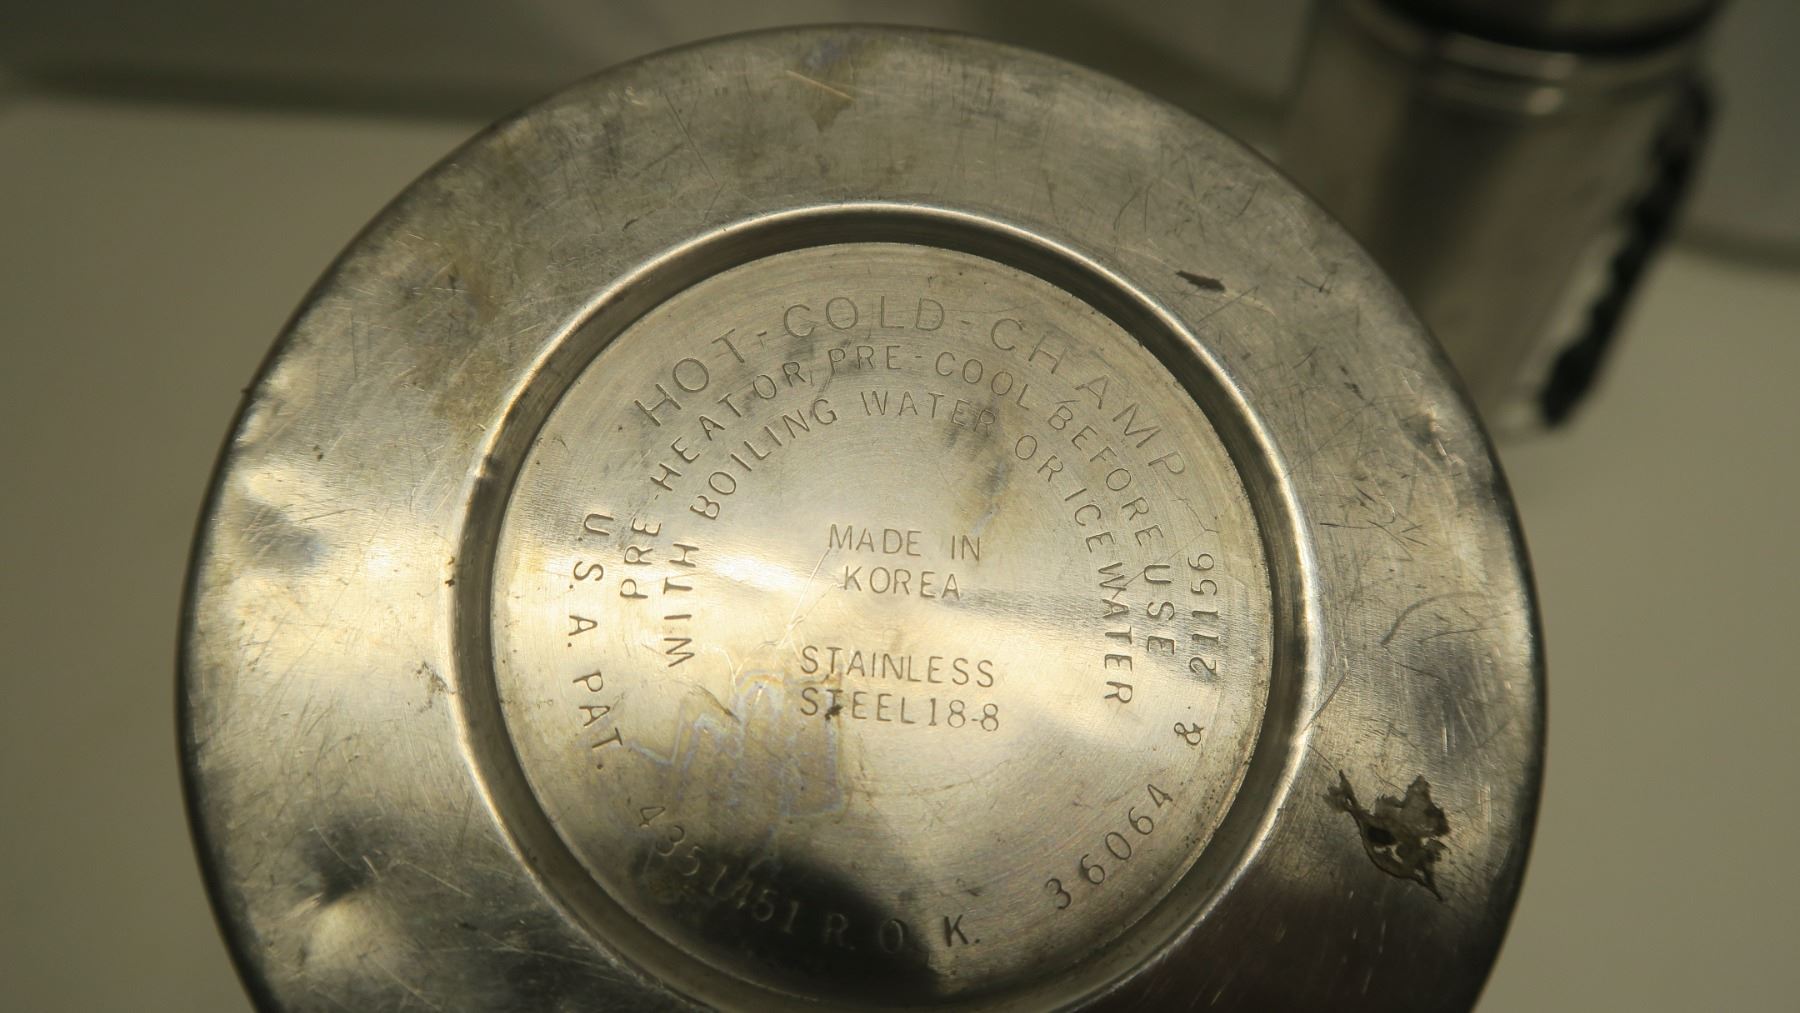 HOT-COLD-CHAMP
PRE-HEAT OR PRE-COOL BEFORE USE
WITH BOILING WATER OR ICE WATER
MADE IN
KOREA
STAINLESS
STEEL 18-8
U.S.A. PAT. 4351451 R.O.K. 36064 & 21156